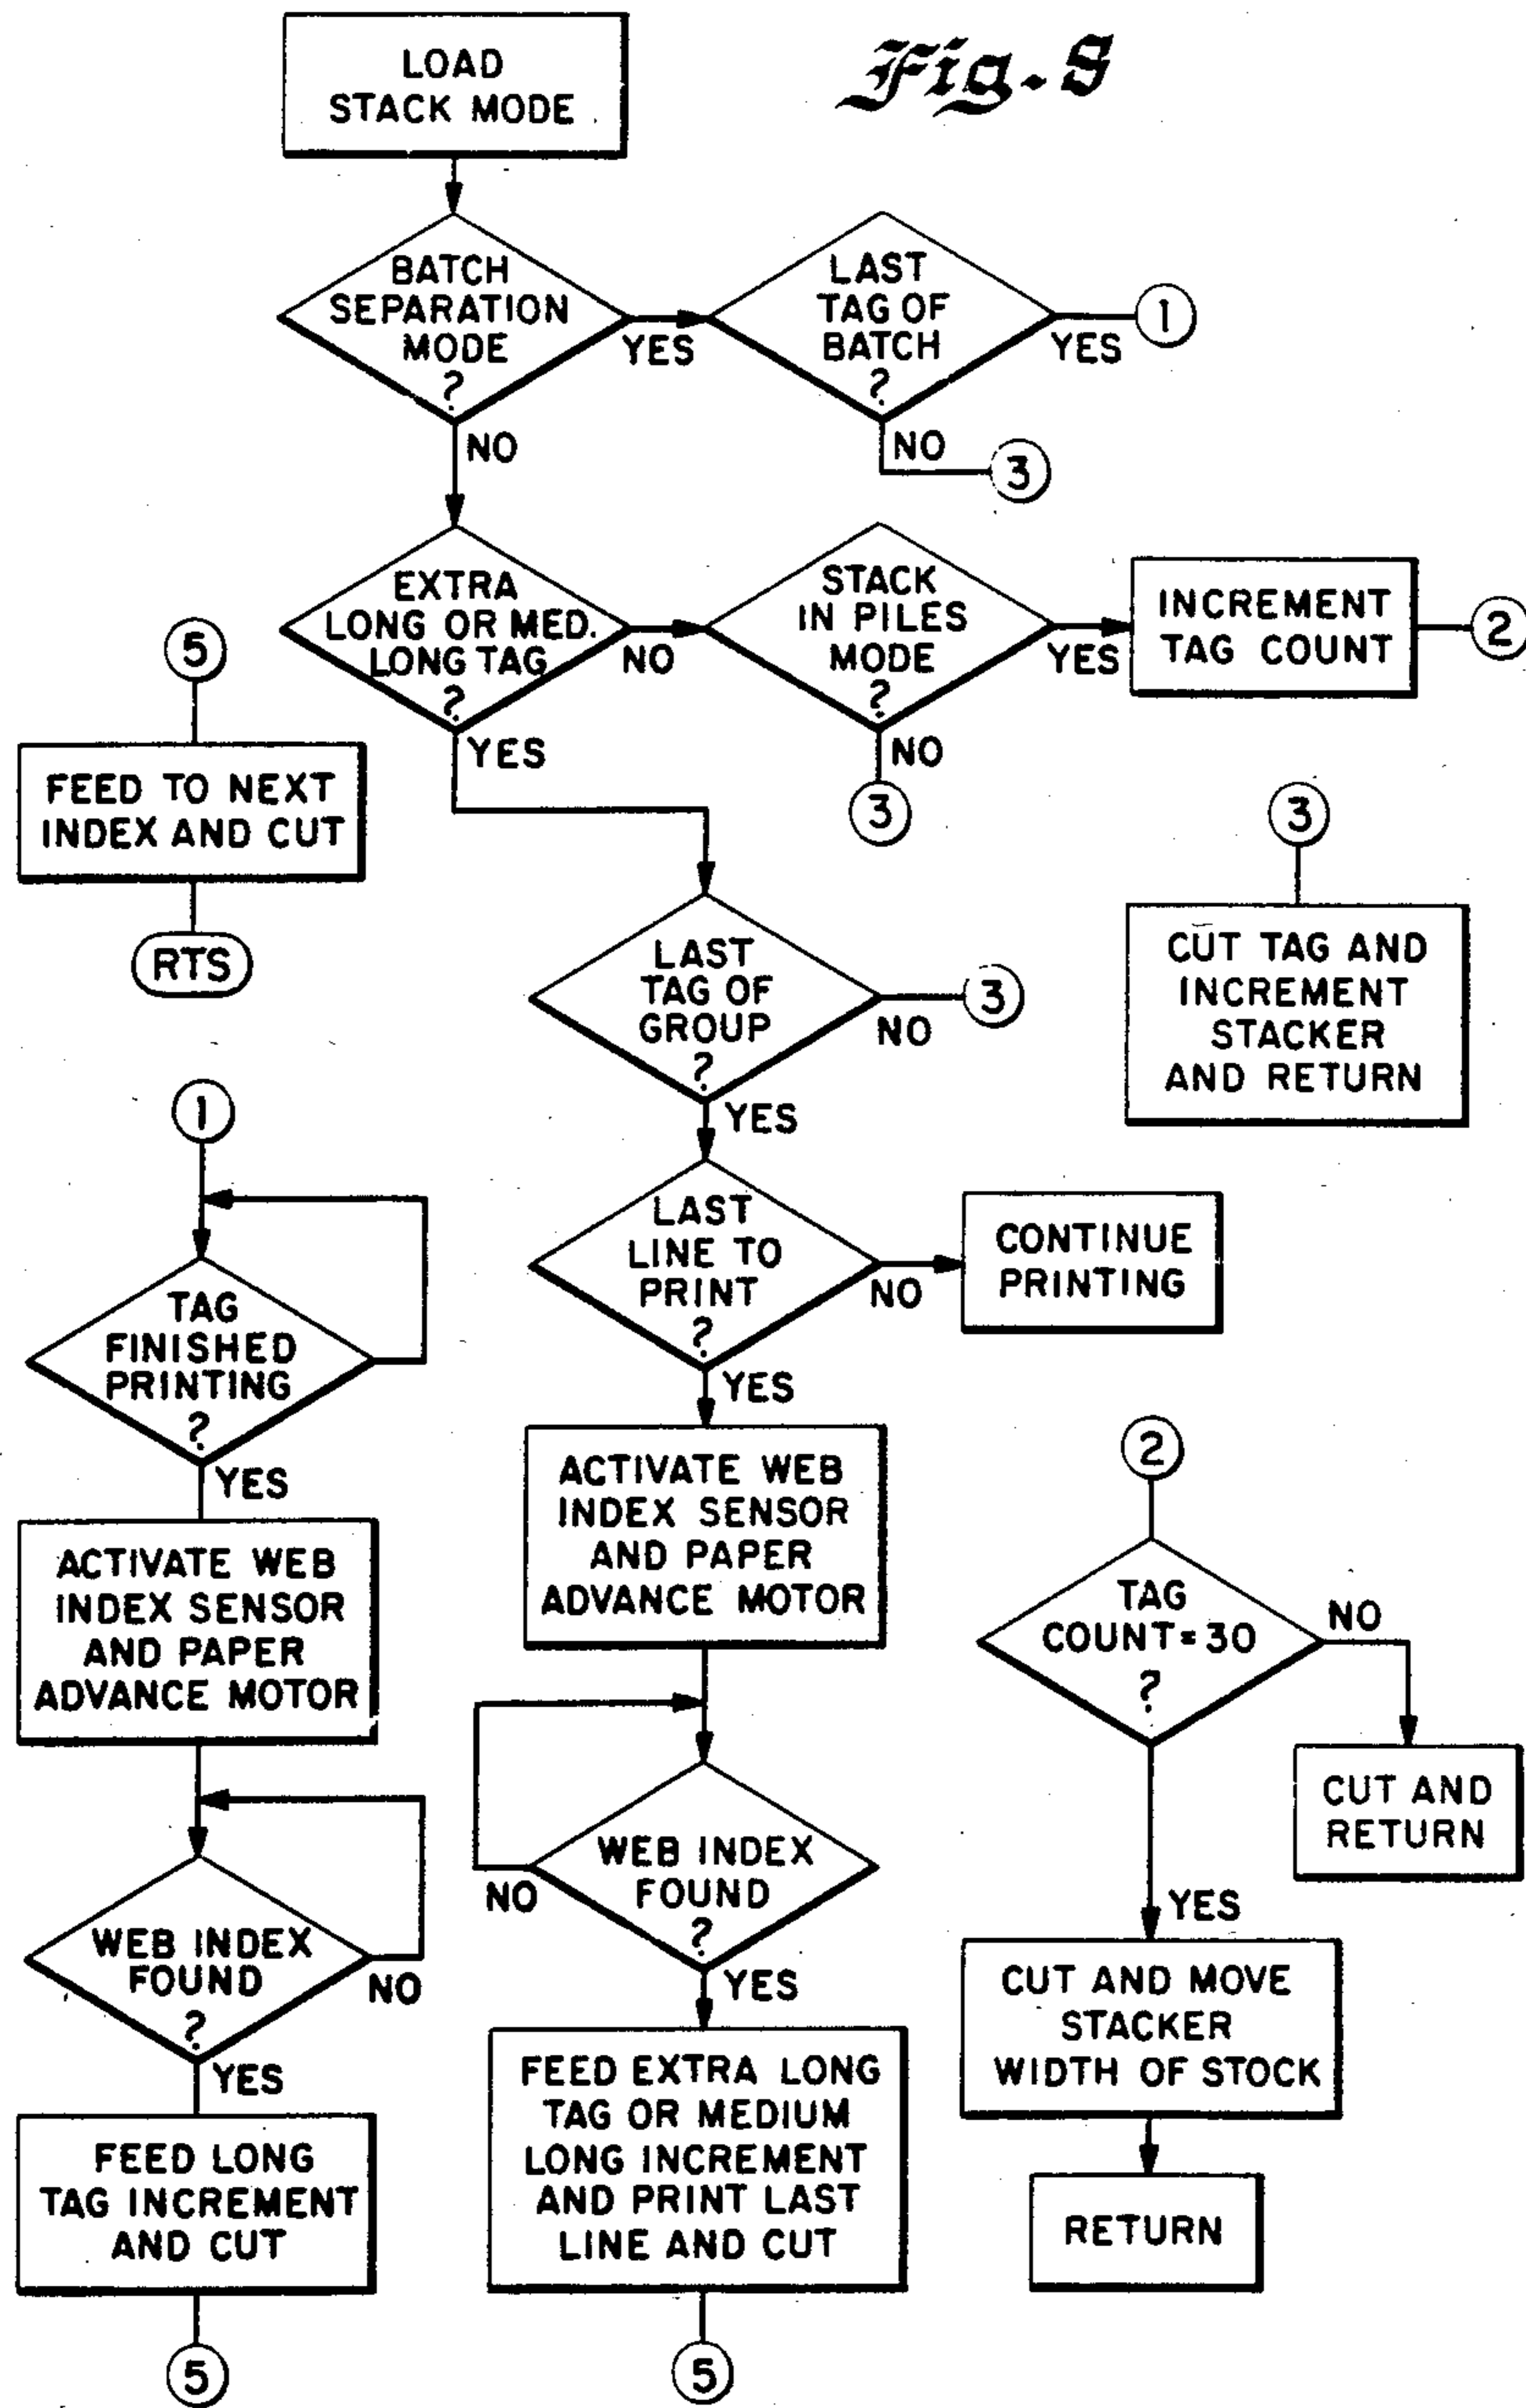 Fig. 8
LOAD
STACK MODE
BATCH
SEPARATION
MODE
?
YES
NO
LAST
TAG OF
BATCH
?
YES
1
NO
3
EXTRA
LONG OR MED.
LONG TAG
?
NO
YES
STACK
IN PILES
MODE
?
YES
NO
3
INCREMENT
TAG COUNT
2
5
FEED TO NEXT
INDEX AND CUT
RTS
3
CUT TAG AND
INCREMENT
STACKER
AND RETURN
LAST
TAG OF
GROUP
?
NO
3
YES
LAST
LINE TO
PRINT
?
NO
CONTINUE
PRINTING
YES
ACTIVATE WEB
INDEX SENSOR
AND PAPER
ADVANCE MOTOR
WEB INDEX
FOUND
?
NO
YES
FEED EXTRA LONG
TAG OR MEDIUM
LONG INCREMENT
AND PRINT LAST
LINE AND CUT
5
1
TAG
FINISHED
PRINTING
?
YES
ACTIVATE WEB
INDEX SENSOR
AND PAPER
ADVANCE MOTOR
WEB INDEX
FOUND
?
NO
YES
FEED LONG
TAG INCREMENT
AND CUT
5
2
TAG
COUNT=30
?
NO
CUT AND
RETURN
YES
CUT AND MOVE
STACKER
WIDTH OF STOCK
RETURN